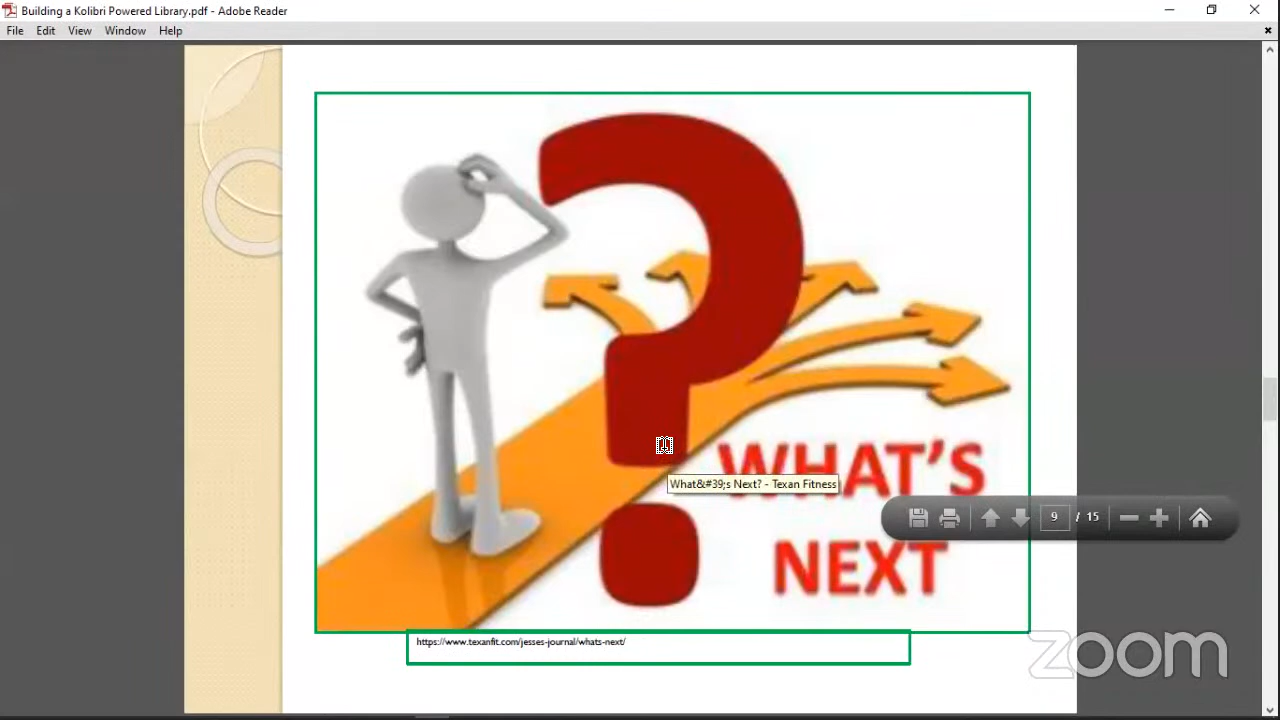 Building a Kolibri Powered Library.pdf - Adobe Reader
File Edit View Window Help
?
What&#39;s Next? - Texan Fitness
WHAT'S
9 / 15
NEXT
https://www.texanfit.com/jesses-journal/whats-next/
zoom